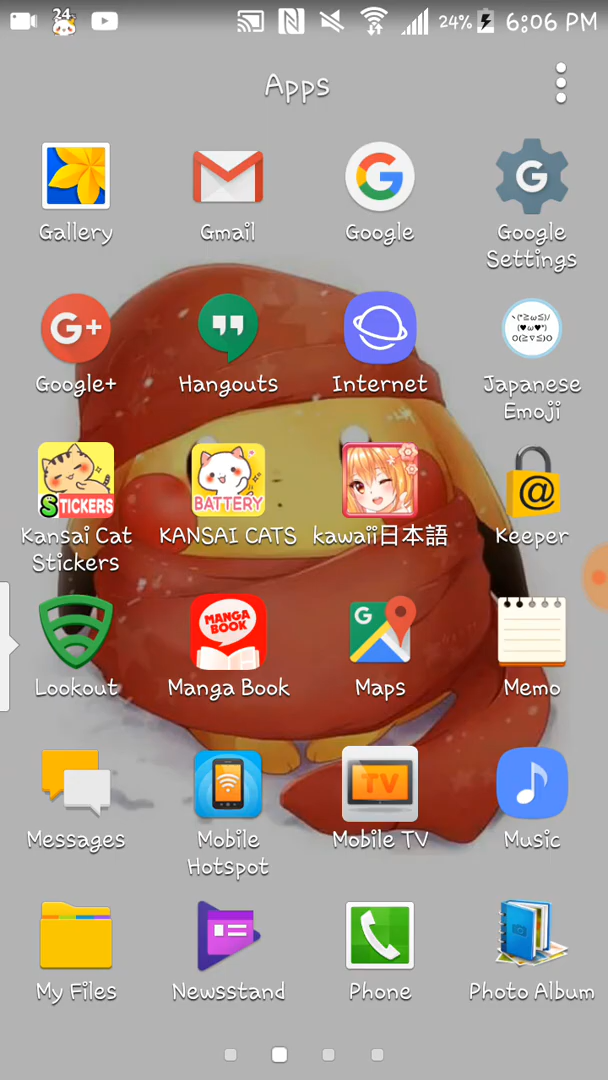 24
24% 6:06 PM
Apps
Gallery
Gmail
Google
Google Settings
G+
Google+
Hangouts
Internet
Japanese Emoji
STICKERS
Kansai Cat Stickers
BATTERY
KANSAI CATS
kawaii日本語
@
Keeper
Lookout
MANGA BOOK
Manga Book
G
Maps
Memo
Messages
Mobile Hotspot
TV
Mobile TV
Music
My Files
Newsstand
Phone
Photo Album